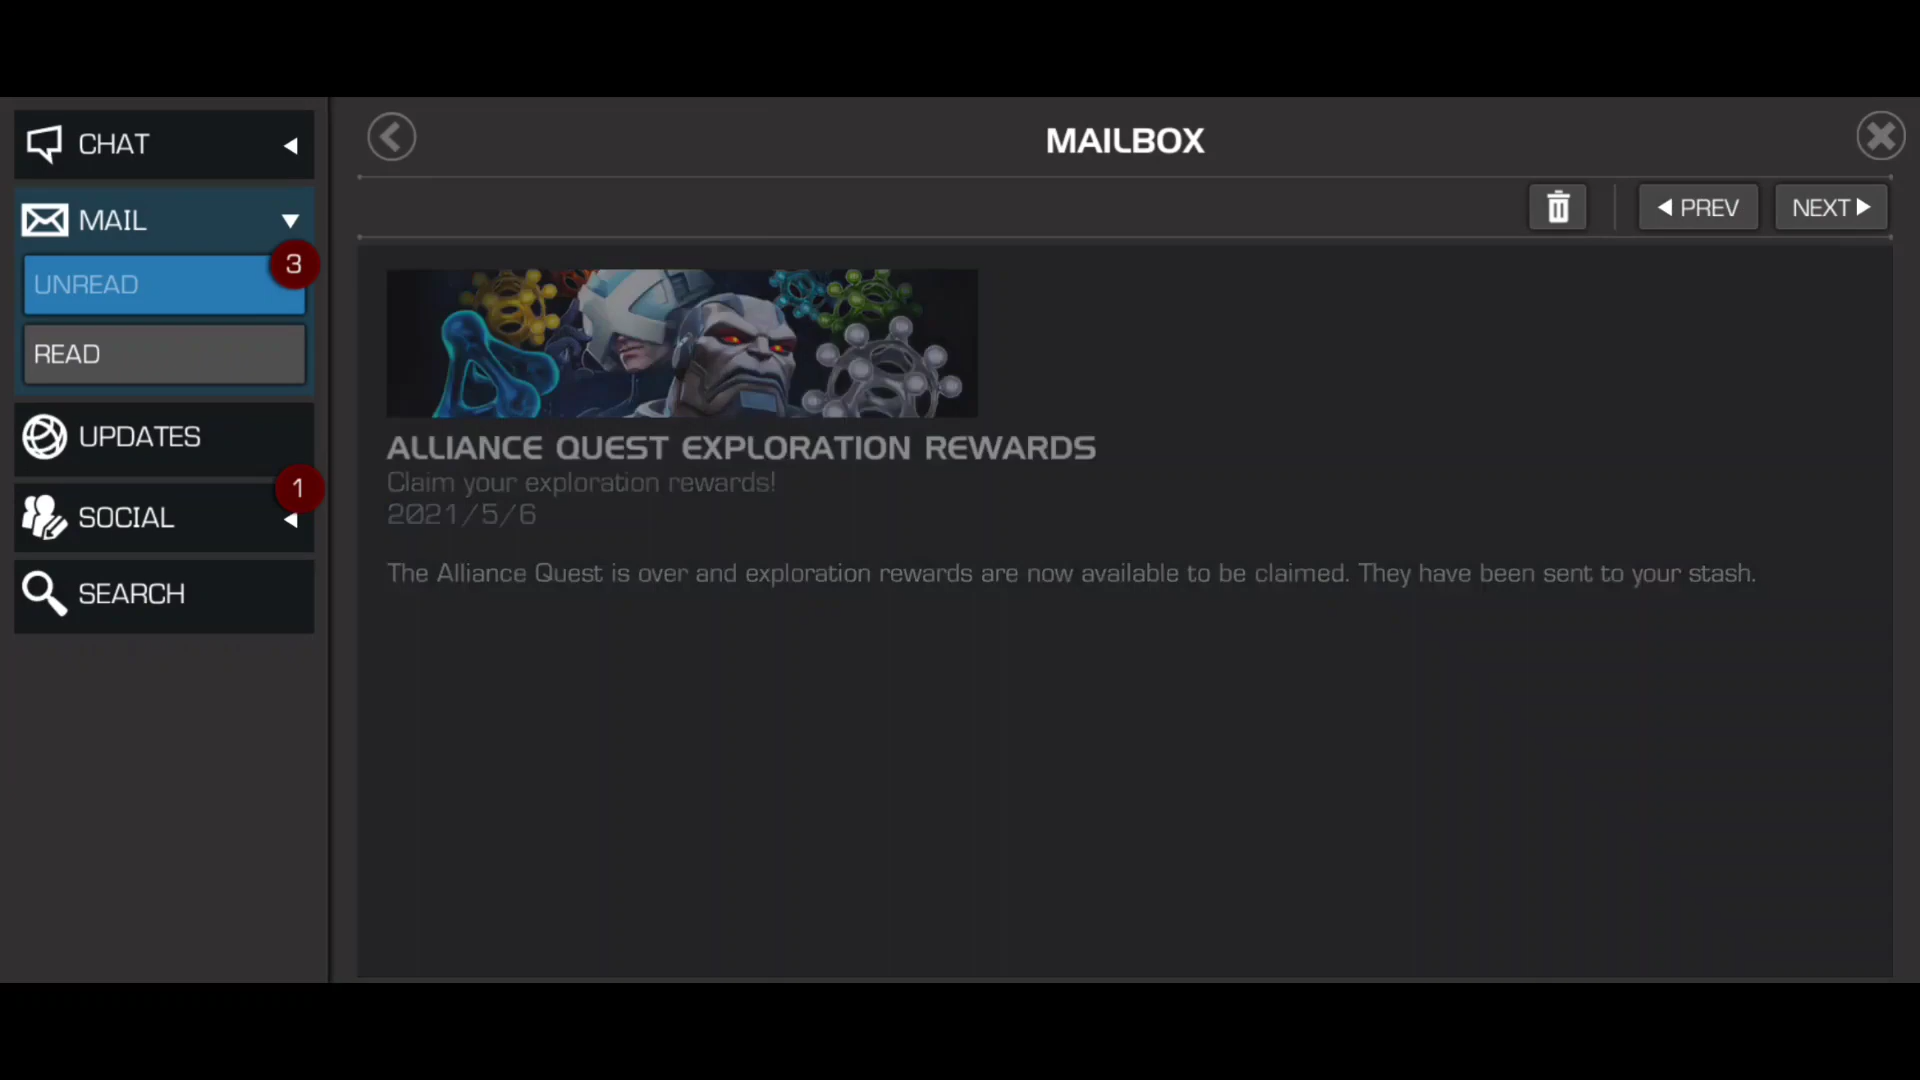 CHAT
MAIL
3
UNREAD
READ
UPDATES
1
SOCIAL
SEARCH
MAILBOX
PREV
NEXT
ALLIANCE QUEST EXPLORATION REWARDS
Claim your exploration rewards!
2021/5/6
The Alliance Quest is over and exploration rewards are now available to be claimed. They have been sent to your stash.